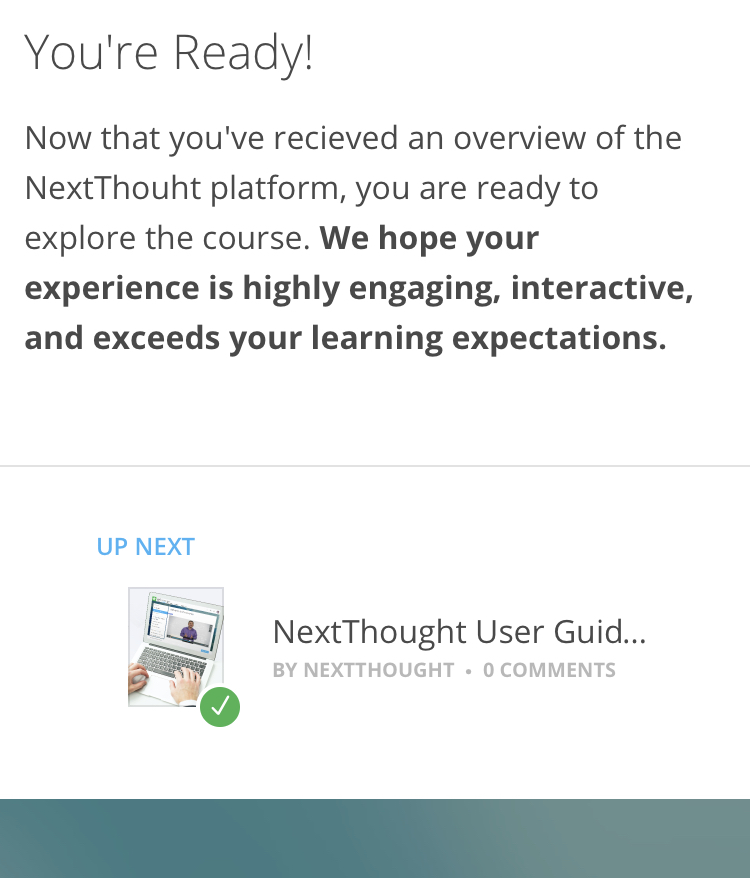 You're Ready!
Now that you've recieved an overview of the
NextThouht platform, you are ready to
explore the course. We hope your
experience is highly engaging, interactive,
and exceeds your learning expectations.
UP NEXT
NextThought User Guid...
BY NEXTTHOUGHT • 0 COMMENTS